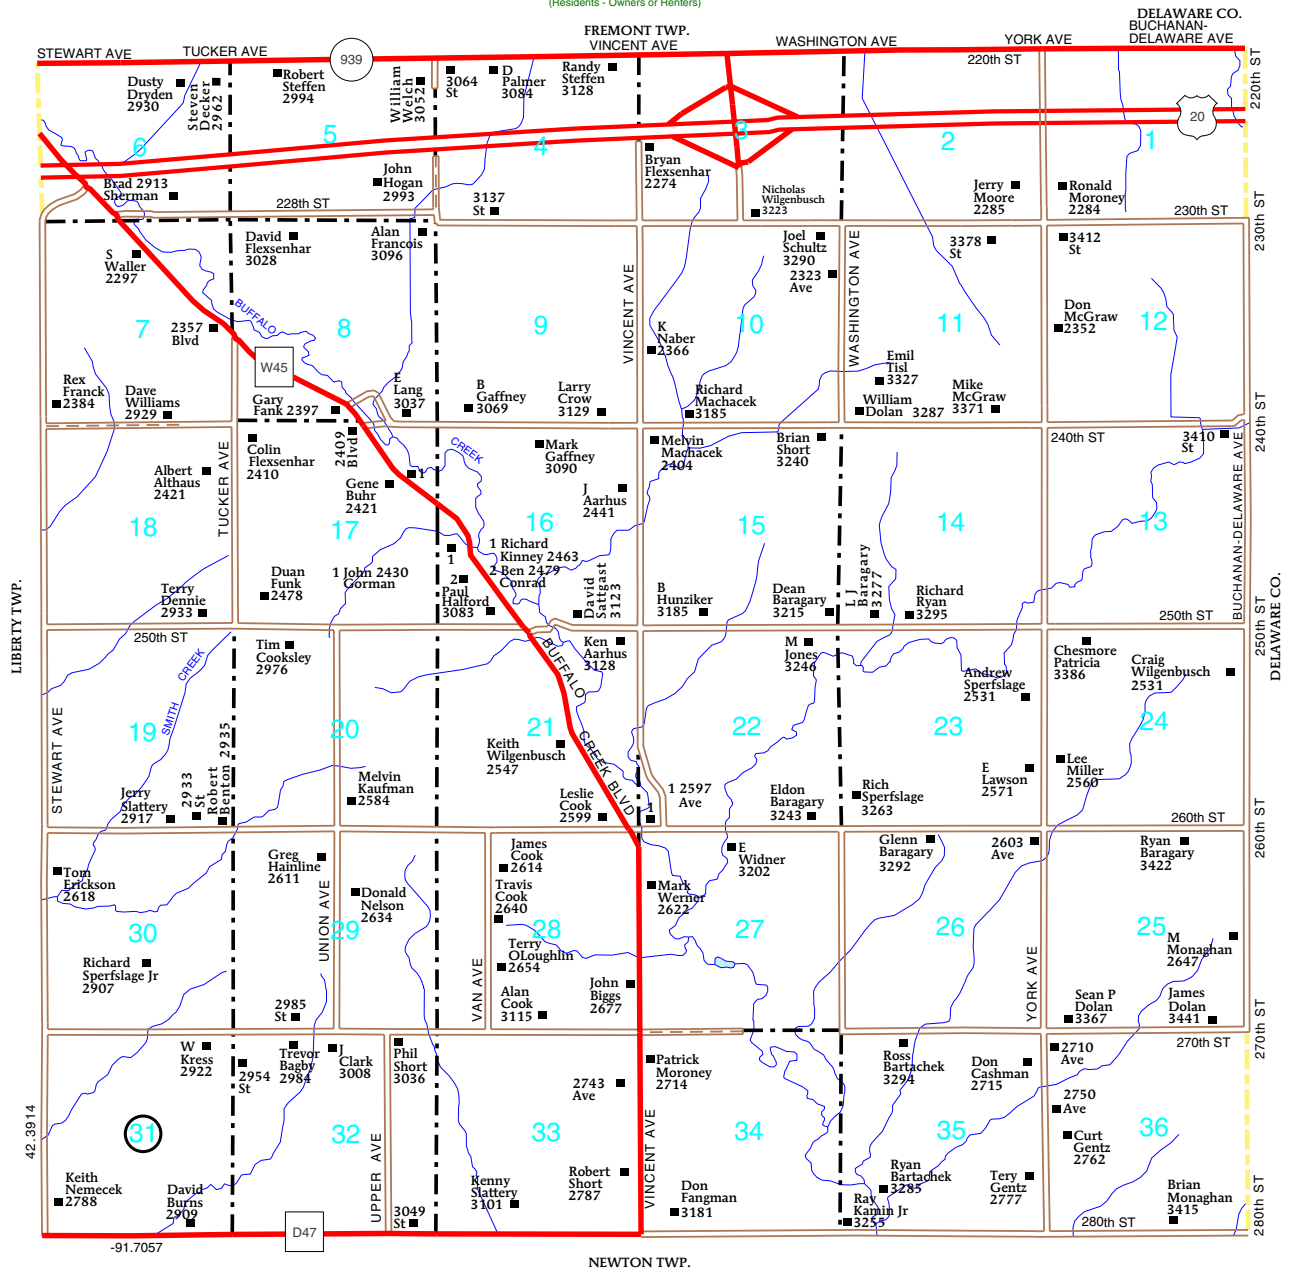 (Residents - Owners or Renters)
DELAWARE CO.
FREMONT TWP.
BUCHANAN-
DELAWARE AVE
STEWART AVE
TUCKER AVE
939
VINCENT AVE
WASHINGTON AVE
YORK AVE
220th ST
220th ST
Dusty
Dryden
2930
Steven
Decker
2962
Robert
Steffen
2994
William
Welch
3052
3064
St
D
Palmer
3084
Randy
Steffen
3128
20
6
5
4
3
2
1
Brad 2913
Sherman
John
Hogan
2993
3137
St
Bryan
Flexsenhar
2274
Nicholas
Wilgenbusch
3223
Jerry
Moore
2285
Ronald
Moroney
2284
228th ST
230th ST
230th ST
S
Waller
2297
David
Flexsenhar
3028
Alan
Francois
3096
Joel
Schultz
3290
2323
Ave
3378
St
3412
St
WASHINGTON AVE
VINCENT AVE
BUFFALO
2357
Blvd
W45
7
8
9
10
11
12
K
Naber
2366
Don
McGraw
2352
Rex
Franck
2384
Dave
Williams
2929
Gary
Fank 2397
E
Lang
3037
B
Gaffney
3069
Larry
Crow
3129
Richard
Machacek
3185
Emil
Tisl
3327
William
Dolan 3287
Mike
McGraw
3371
240th ST
240th ST
Colin
Flexsenhar
2410
2409
Blvd
CREEK
Mark
Gaffney
3090
Melvin
Machacek
2404
Brian
Short
3240
3410
St
Albert
Althaus
2421
TUCKER AVE
Gene
Buhr
2421
1
J
Aarhus
2441
BUCHANAN-DELAWARE AVE
18
17
16
15
14
13
1 Richard
Kinney 2463
2 Ben 2479
Conrad
1
2
LIBERTY TWP.
Terry
Dennie
2933
Duan
Funk
2478
1 John 2430
Gorman
Paul
Halford
3083
David
Sattgast
3123
B
Hunziker
3185
Dean
Baragary
3215
L J
Baragary
3277
Richard
Ryan
3295
250th ST
250th ST
250th ST
DELAWARE CO.
Tim
Cooksley
2976
BUFFALO
CREEK BLVD
Ken
Aarhus
3128
M
Jones
3246
Andrew
Sperfslage
2531
Chesmore
Patricia
3386
Craig
Wilgenbusch
2531
SMITH
CREEK
STEWART AVE
19
20
21
22
23
24
Keith
Wilgenbusch
2547
Jerry
Slattery
2917
2933
St
Robert
Benton 2935
Melvin
Kaufman
2584
Leslie
Cook
2599
1 2597
Ave
1
Eldon
Baragary
3243
Rich
Sperfslage
3263
E
Lawson
2571
Lee
Miller
2560
260th ST
260th ST
Tom
Erickson
2618
Greg
Hainline
2611
James
Cook
2614
E
Widner
3202
Glenn
Baragary
3292
2603
Ave
Ryan
Baragary
3422
UNION AVE
Donald
Nelson
2634
Travis
Cook
2640
Mark
Werner
2622
30
29
28
27
26
25
Richard
Sperfslage Jr
2907
Terry
OLoughlin
2654
VAN AVE
YORK AVE
M
Monaghan
2647
2985
St
Alan
Cook
3115
John
Biggs
2677
Sean P
Dolan
3367
James
Dolan
3441
270th ST
270th ST
W
Kress
2922
2954
St
Trevor
Bagby
2984
J
Clark
3008
Phil
Short
3036
2743
Ave
Patrick
Moroney
2714
Ross
Bartachek
3294
Don
Cashman
2715
2710
Ave
2750
Ave
42.3914
31
32
33
34
35
36
UPPER AVE
VINCENT AVE
Curt
Gentz
2762
Keith
Nemecek
2788
David
Burns
2909
3049
St
Kenny
Slattery
3101
Robert
Short
2787
Don
Fangman
3181
Ryan
Bartachek
3285
Ray
Kamin Jr
3255
Tery
Gentz
2777
Brian
Monaghan
3415
280th ST
280th ST
-91.7057
D47
NEWTON TWP.